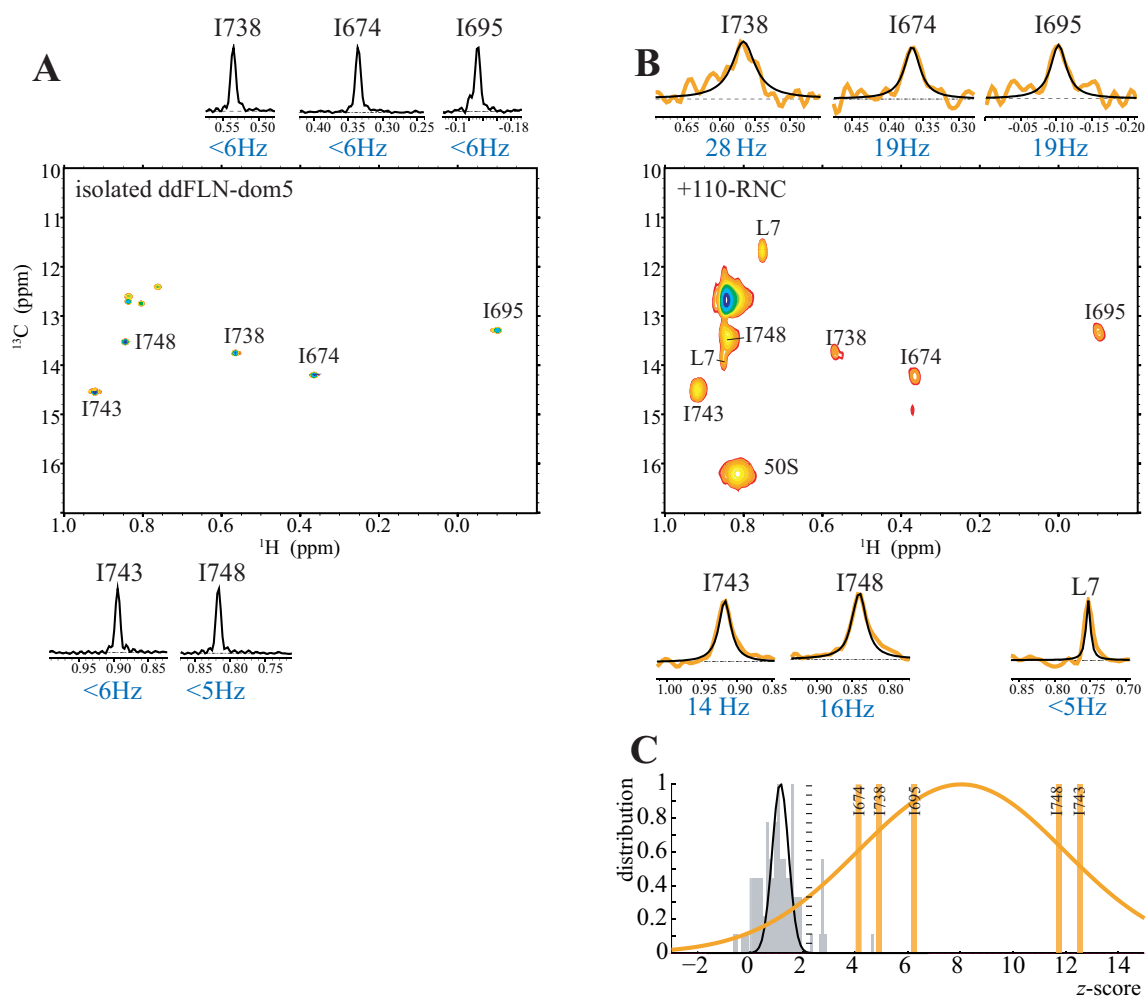 A
I738 I674 I695
0.55 0.50 0.40 0.35 0.30 0.25 -0.1 -0.18
<6Hz <6Hz <6Hz
isolated ddFLN-dom5
10
11
12
13
14
15
16
13C (ppm)
I695
I748
I738
I674
I743
1.0 0.8 0.6 0.4 0.2 0.0
1H (ppm)
I743 I748
0.95 0.90 0.85 0.85 0.80 0.75
<6Hz <5Hz
B
I738 I674 I695
0.65 0.60 0.55 0.50 0.45 0.40 0.35 0.30 -0.05 -0.10 -0.15 -0.20
28 Hz 19Hz 19Hz
+110-RNC
10
11
12
13
14
15
16
L7
I695
I748
I738
L7
I674
I743
50S
1.0 0.8 0.6 0.4 0.2 0.0
1H (ppm)
I743 I748 L7
1.00 0.95 0.90 0.85 0.90 0.85 0.80 0.85 0.80 0.75 0.70
14 Hz 16Hz <5Hz
C
distribution
1
0.8
0.6
0.4
0.2
0
I674 I738 I695 I748 I743
−2 0 2 4 6 8 10 12 14
z-score